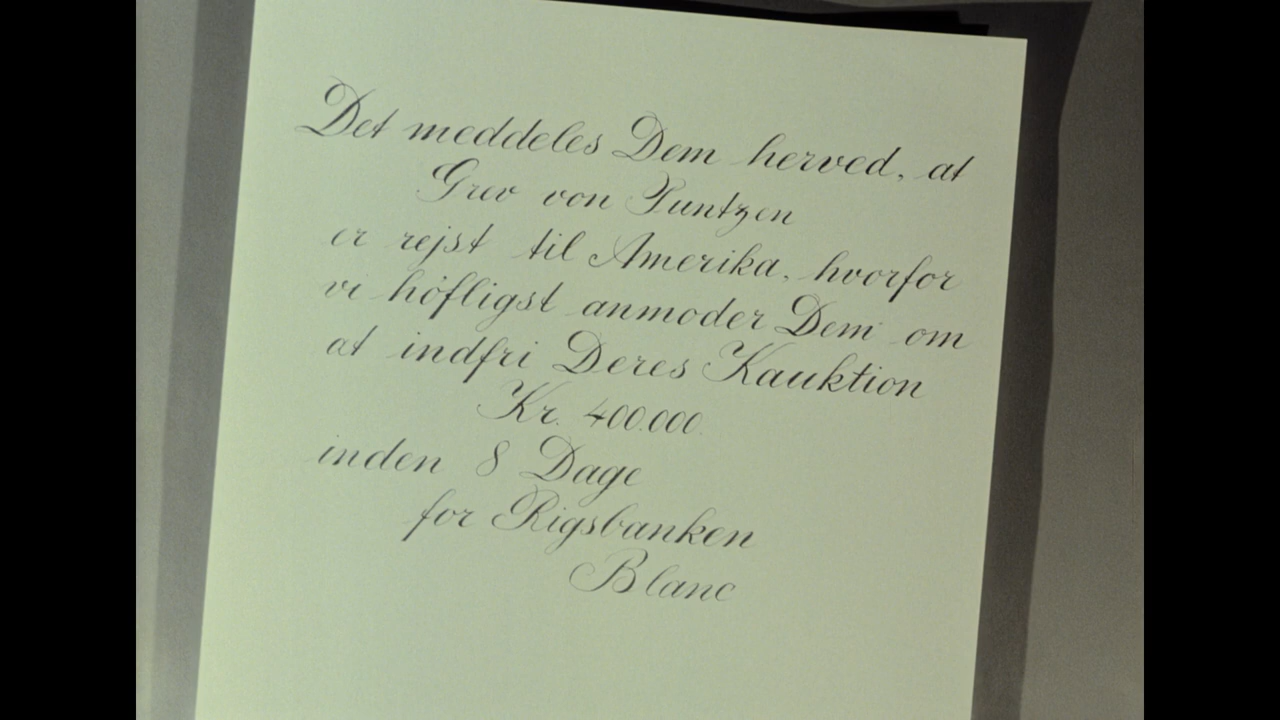 Det meddeles Dem herved, at
Grev von Puntzen
er rejst til Amerika, hvorfor
vi höfligst anmoder Dem om
at indfri Deres Kauktion
Kr. 400.000.
inden 8 Dage
for Rigsbanken
Blanc